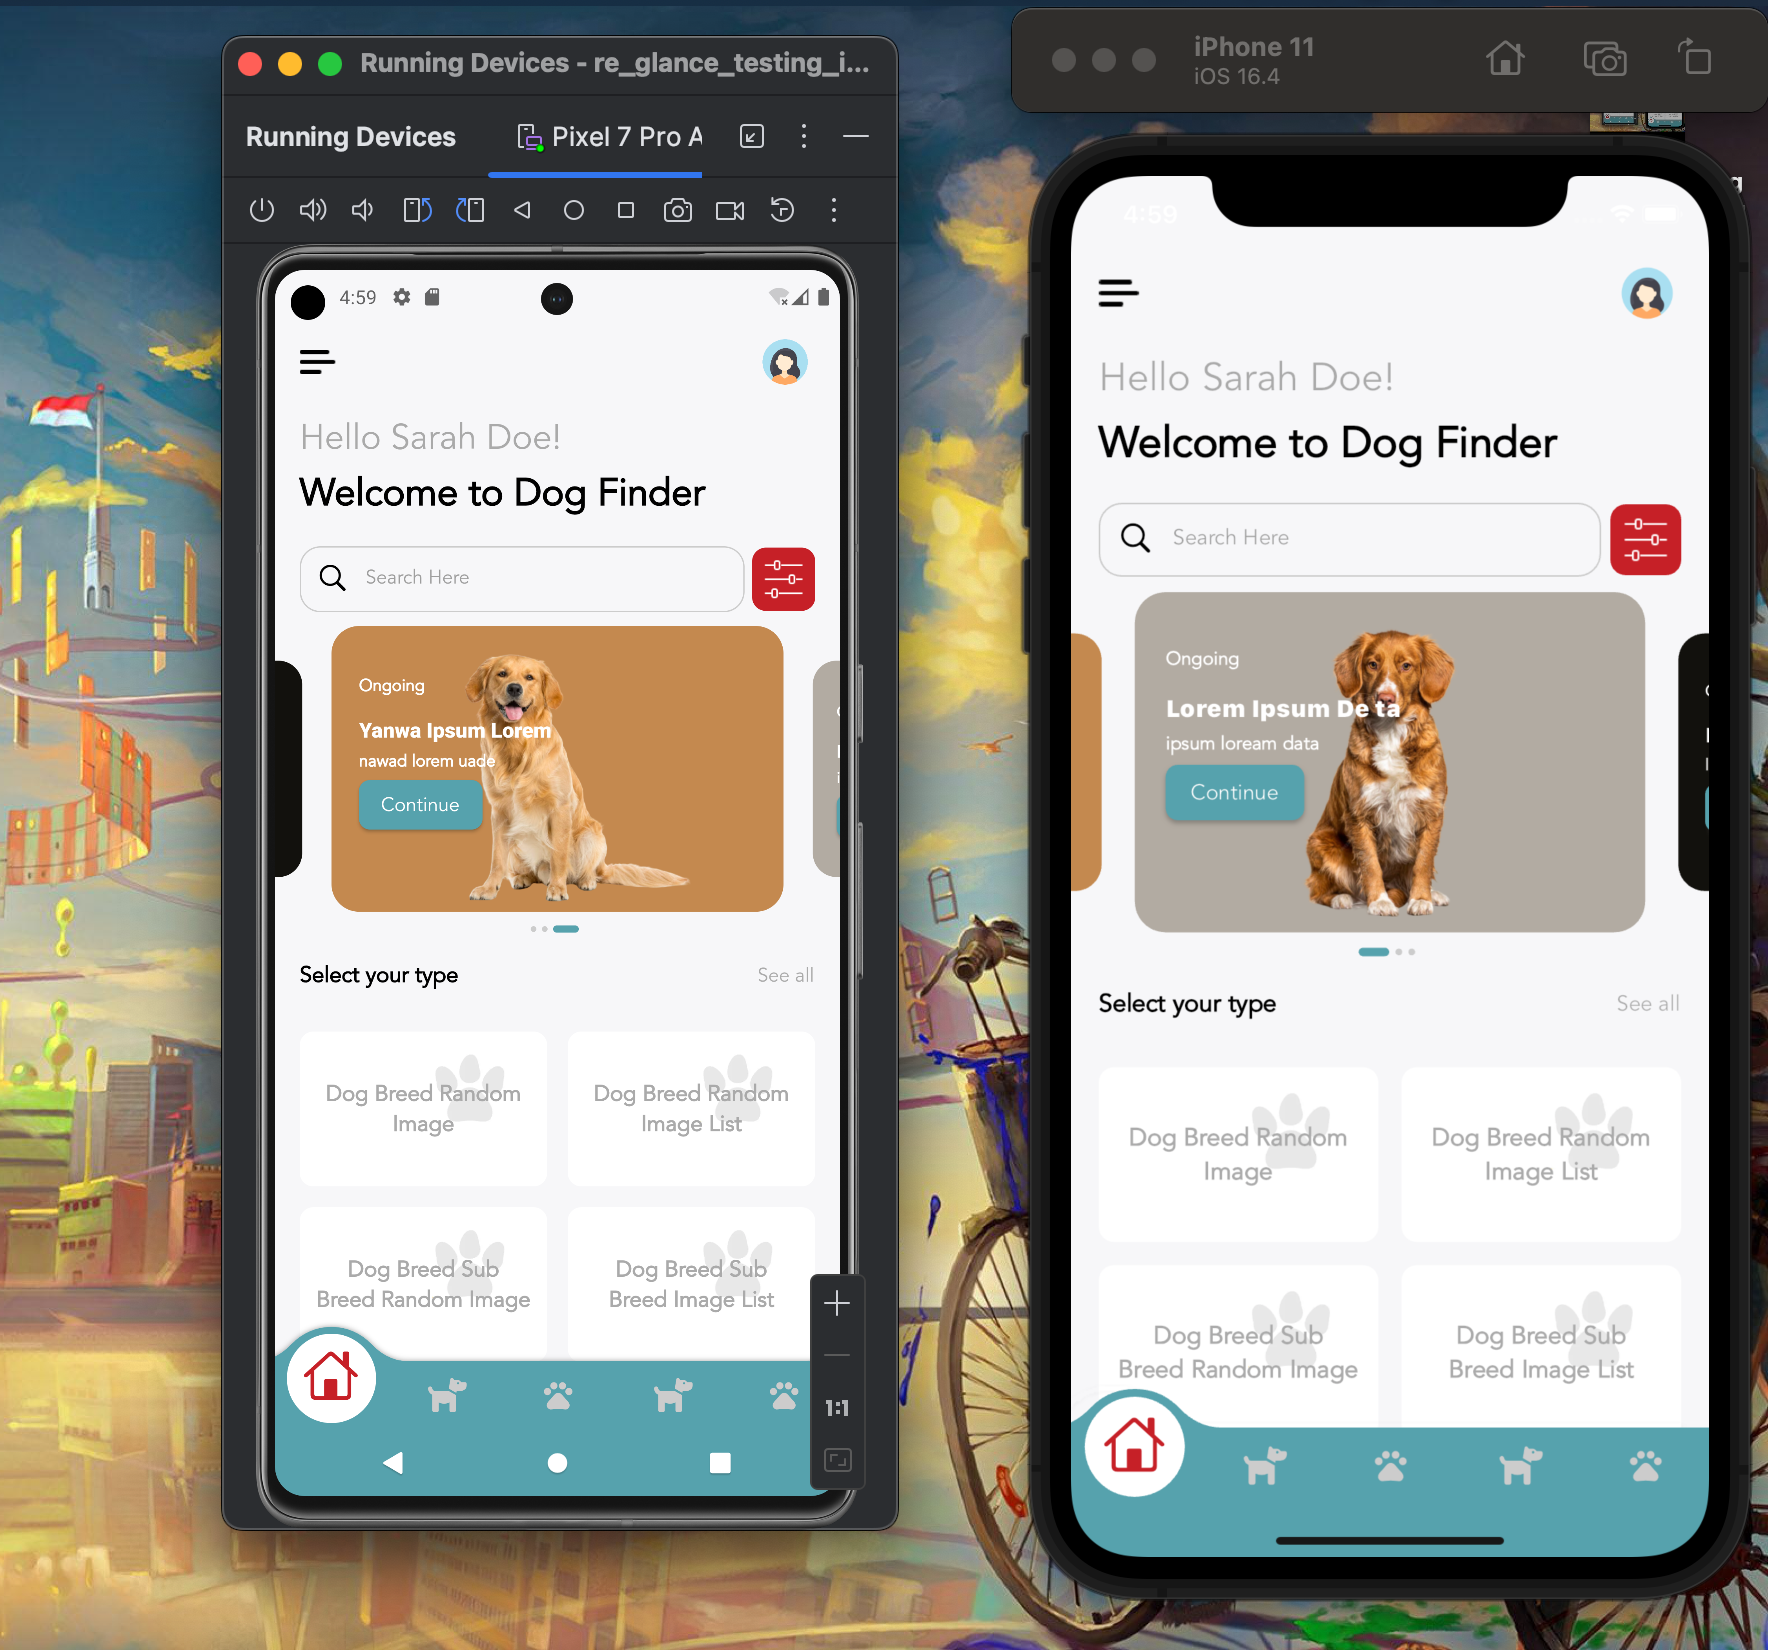 Running Devices - re_glance_testing_i...
Running Devices
Pixel 7 Pro A
4:59
Hello Sarah Doe!
Welcome to Dog Finder
Search Here
Ongoing
Yanwa Ipsum Lorem
nawad lorem uade
Continue
Select your type
See all
Dog Breed Random
Image
Dog Breed Random
Image List
Dog Breed Sub
Breed Random Image
Dog Breed Sub
Breed Image List
1:1
iPhone 11
iOS 16.4
4:59
Hello Sarah Doe!
Welcome to Dog Finder
Search Here
Ongoing
Lorem Ipsum De ta
ipsum loream data
Continue
Select your type
See all
Dog Breed Random
Image
Dog Breed Random
Image List
Dog Breed Sub
Breed Random Image
Dog Breed Sub
Breed Image List